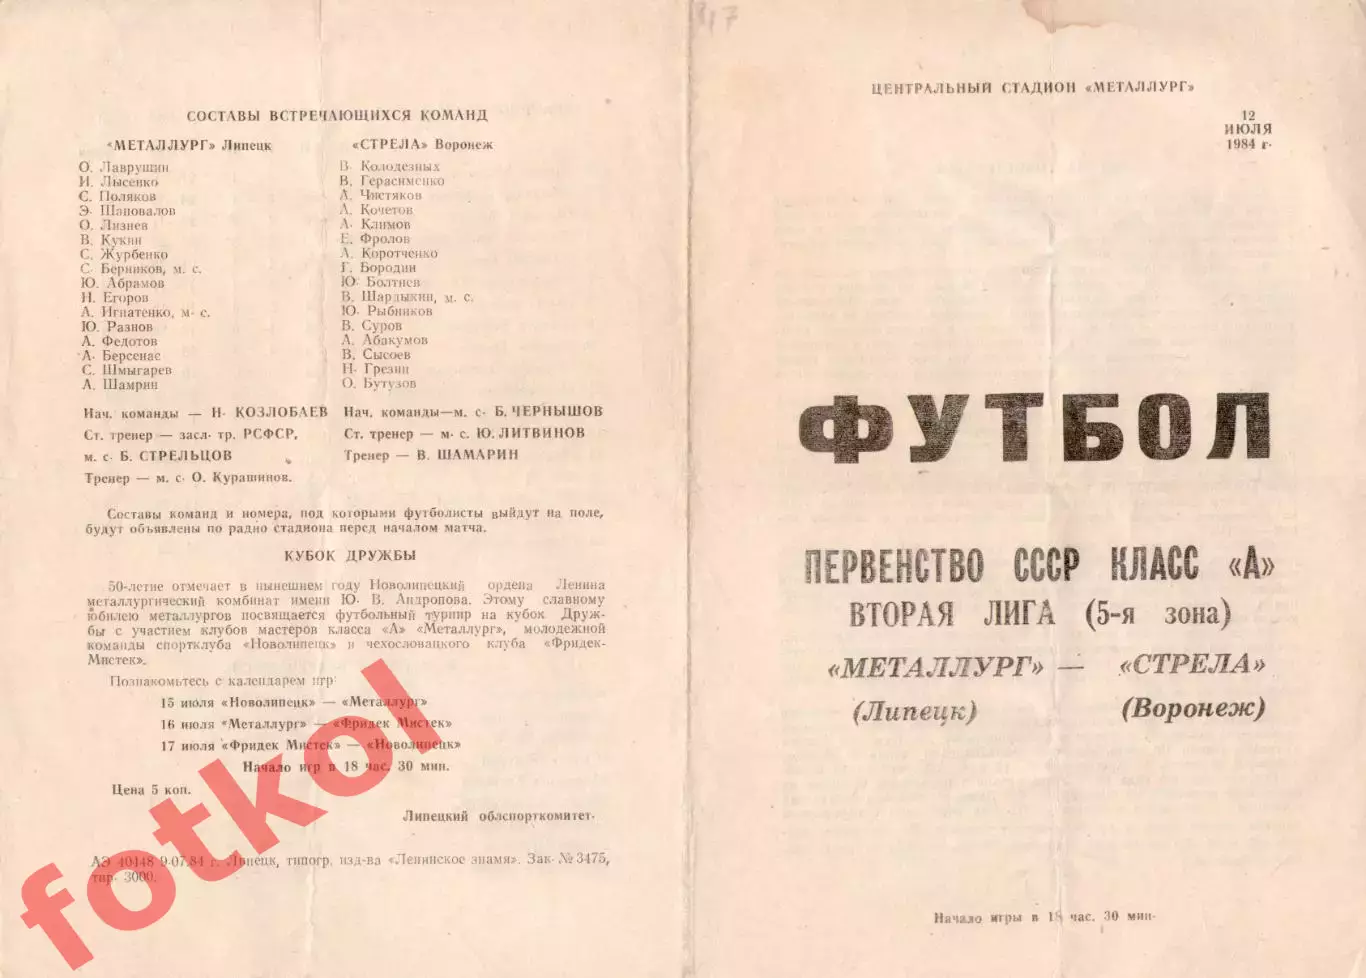 СОСТАВЫ ВСТРЕЧАЮЩИХСЯ КОМАНД
«МЕТАЛЛУРГ» Липецк
О. Лаврушин
И. Лысенко
С. Поляков
Э. Шаповалов
О. Лизнев
В. Кукин
С. Журбенко
С. Берников, м. с.
Ю. Абрамов
Н. Егоров
А. Игнатенко, м. с.
Ю. Разнов
А. Федотов
А. Берсенас
С. Шмыгарев
А. Шамрин
Нач. команды — Н. КОЗЛОБАЕВ
Ст. тренер — засл. тр. РСФСР,
м. с. Б. СТРЕЛЬЦОВ
Тренер — м. с. О. Курашинов.
«СТРЕЛА» Воронеж
В. Колодезных
В. Герасименко
А. Чистяков
А. Кочетов
А. Климов
Е. Фролов
А. Коротченко
Г. Бородин
Ю. Болтнев
В. Шардыкин, м. с.
Ю. Рыбников
В. Суров
А. Абакумов
В. Сысоев
Н. Грезин
О. Бутузов
Нач. команды—м. с. Б. ЧЕРНЫШОВ
Ст. тренер — м. с. Ю. ЛИТВИНОВ
Тренер — В. ШАМАРИН
Составы команд и номера, под которыми футболисты выйдут на поле,
будут объявлены по радио стадиона перед началом матча.
КУБОК ДРУЖБЫ
50-летие отмечает в нынешнем году Новолипецкий ордена Ленина
металлургический комбинат имени Ю. В. Андропова. Этому славному
юбилею металлургов посвящается футбольный турнир на кубок Друж-
бы с участием клубов мастеров класса «А» «Металлург», молодежной
команды спортклуба «Новолипецк» и чехословацкого клуба «Фридек-
Мистек».
Познакомьтесь с календарем игр:
15 июля «Новолипецк» — «Металлург»
16 июля «Металлург» — «Фридек Мистек»
17 июля «Фридек Мистек» — «Новолипецк»
Начало игр в 18 час. 30 мин.
Цена 5 коп.
Липецкий облспорткомитет.
АЭ 40448 9.07.84 г. Липецк, типогр. изд-ва «Ленинское знамя». Зак. № 3475,
тир. 3000.
fotkol
ЦЕНТРАЛЬНЫЙ СТАДИОН «МЕТАЛЛУРГ»
12
ИЮЛЯ
1984 г.
ФУТБОЛ
ПЕРВЕНСТВО СССР КЛАСС «А»
ВТОРАЯ ЛИГА (5-я зона)
«МЕТАЛЛУРГ» — «СТРЕЛА»
(Липецк) (Воронеж)
Начало игры в 18 час. 30 мин.